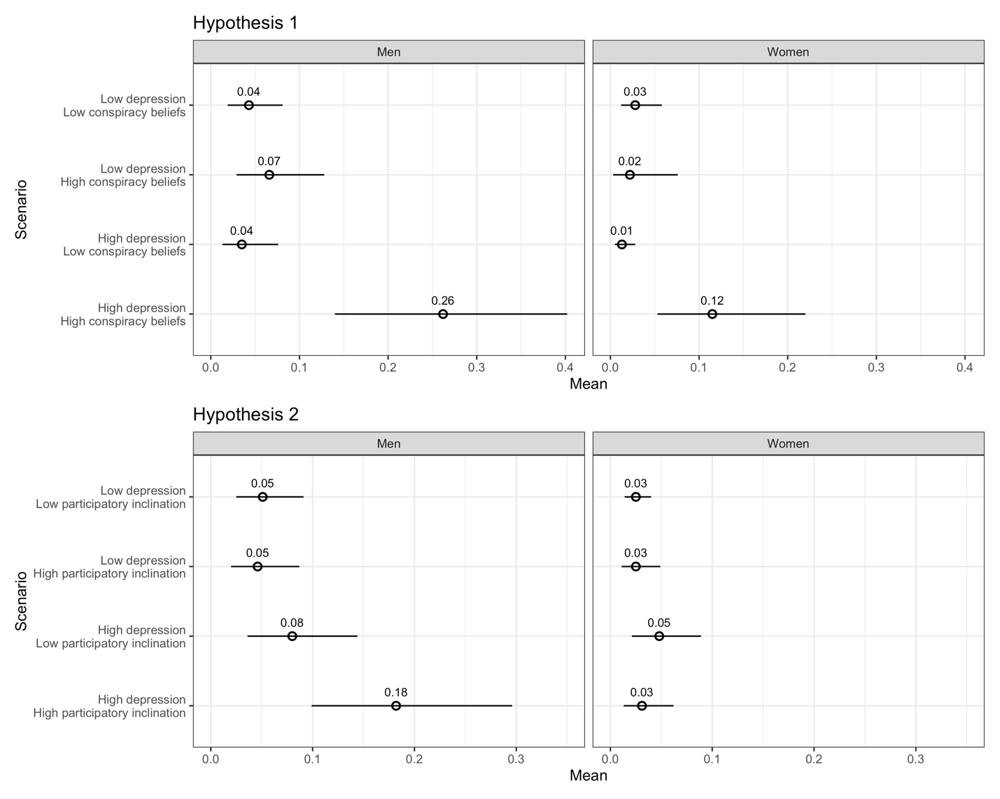 Hypothesis 1
Men
Women
Scenario
Low depression
Low conspiracy beliefs
0.04
0.03
Low depression
High conspiracy beliefs
0.07
0.02
High depression
Low conspiracy beliefs
0.04
0.01
High depression
High conspiracy beliefs
0.26
0.12
0.0 0.1 0.2 0.3 0.4
0.0 0.1 0.2 0.3 0.4
Mean
Hypothesis 2
Men
Women
Scenario
Low depression
Low participatory inclination
0.05
0.03
Low depression
High participatory inclination
0.05
0.03
High depression
Low participatory inclination
0.08
0.05
High depression
High participatory inclination
0.18
0.03
0.0 0.1 0.2 0.3
0.0 0.1 0.2 0.3
Mean